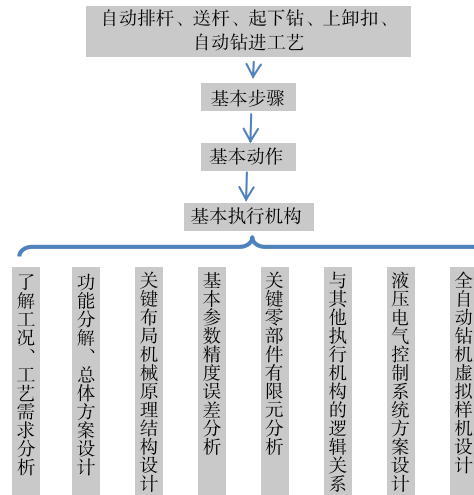 自动排杆、送杆、起下钻、上卸扣、
自动钻进工艺
基本步骤
基本动作
基本执行机构
了解工况、工艺需求分析
功能分解、总体方案设计
关键布局机械原理结构设计
基本参数精度误差分析
关键零部件有限元分析
与其他执行机构的逻辑关系
液压电气控制系统方案设计
全自动钻机虚拟样机设计